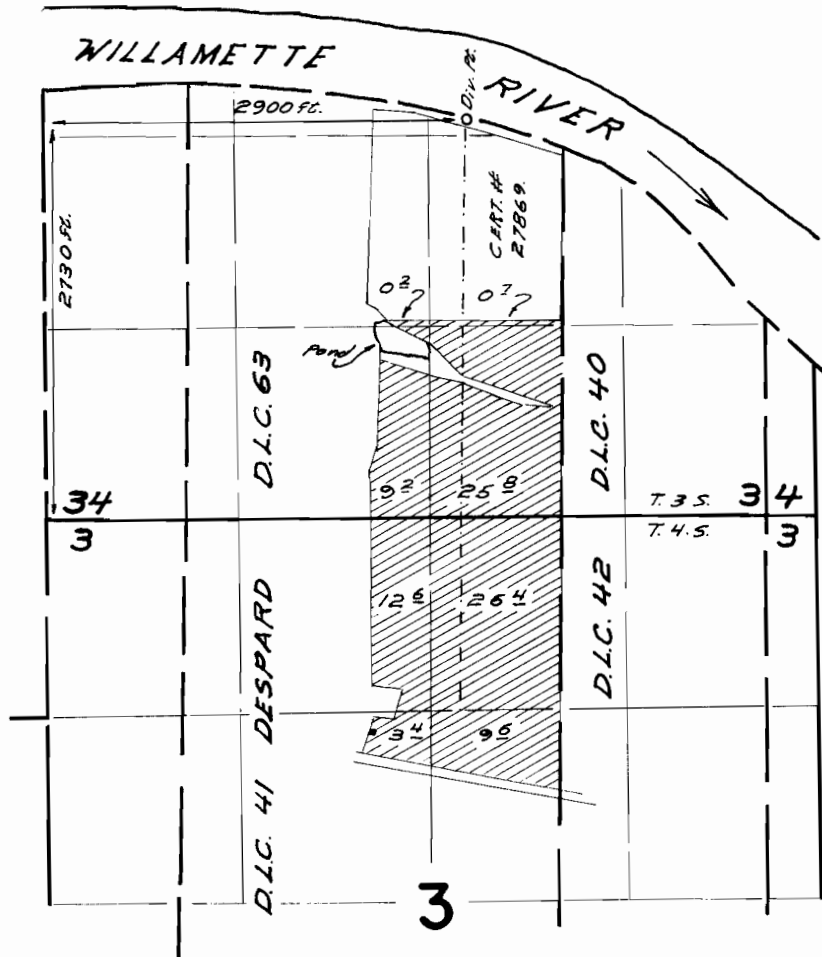 WILLAMETTE RIVER
Div. Pt.
2900 ft.
2730 ft.
CERT. #
27869.
0 2
0 7
Pond
D.L.C. 63
D.L.C. 40
9 2
25 8
34
3
T. 3 S.
T. 4 S.
3 4
3
12 6
26 4
D.L.C. 42
D.L.C. 41 DESPARD
3 4
9 6
3